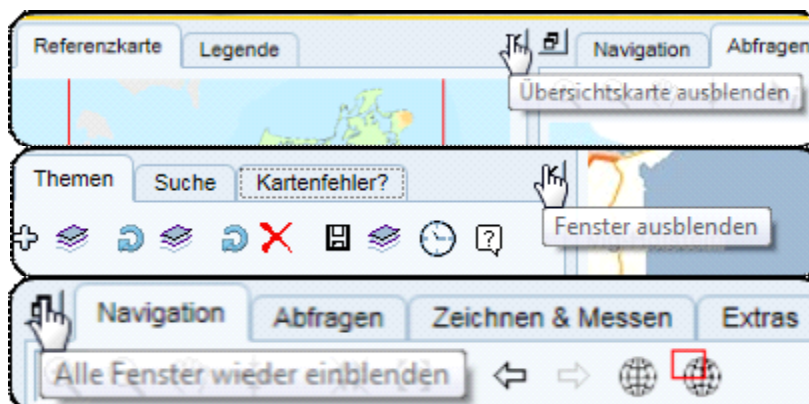 Referenzkarte Legende Navigation Abfragen
Übersichtskarte ausblenden
Themen Suche Kartenfehler?
Fenster ausblenden
Navigation Abfragen Zeichnen & Messen Extras
Alle Fenster wieder einblenden